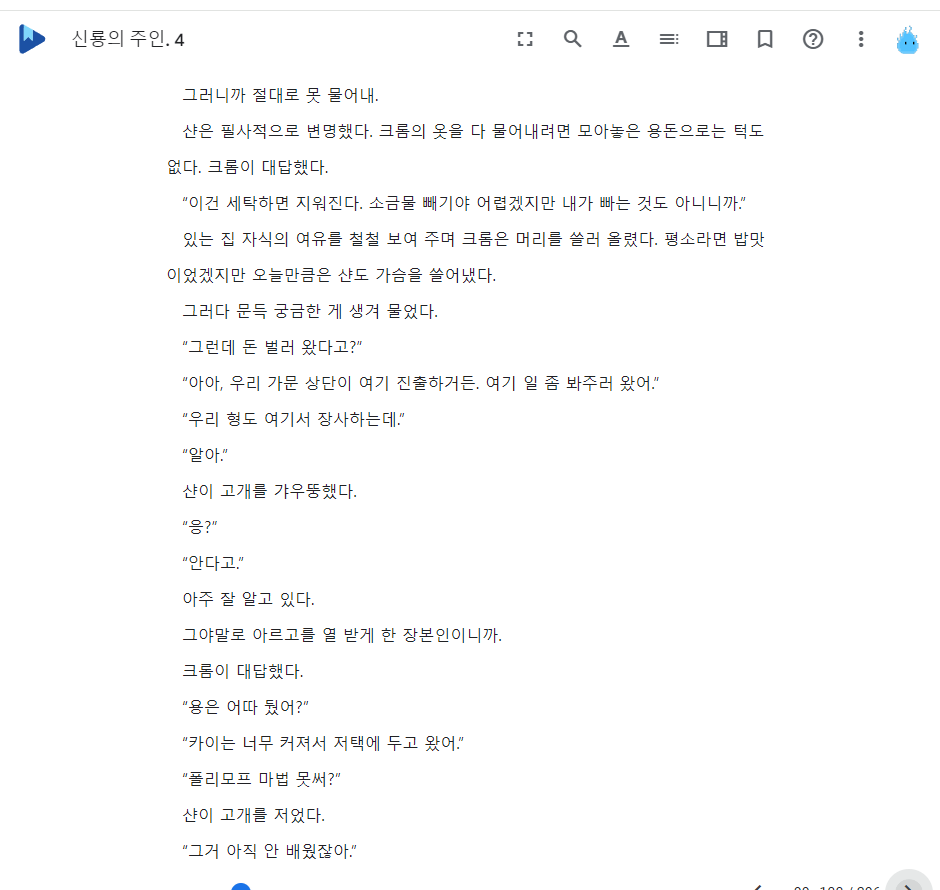 신룡의 주인. 4
그러니까 절대로 못 물어내.
샨은 필사적으로 변명했다. 크롬의 옷을 다 물어내려면 모아놓은 용돈으로는 턱도
없다. 크롬이 대답했다.
“이건 세탁하면 지워진다. 소금물 빼기야 어렵겠지만 내가 빠는 것도 아니니까.”
있는 집 자식의 여유를 철철 보여 주며 크롬은 머리를 쓸러 올렸다. 평소라면 밥맛
이었겠지만 오늘만큼은 샨도 가슴을 쓸어냈다.
그러다 문득 궁금한 게 생겨 물었다.
“그런데 돈 벌러 왔다고?”
“아아, 우리 가문 상단이 여기 진출하거든. 여기 일 좀 봐주러 왔어.”
“우리 형도 여기서 장사하는데.”
“알아.”
샨이 고개를 갸우뚱했다.
“응?”
“안다고.”
아주 잘 알고 있다.
그야말로 아르고를 열 받게 한 장본인이니까.
크롬이 대답했다.
“용은 어따 뒀어?”
“카이는 너무 커져서 저택에 두고 왔어.”
“폴리모프 마법 못써?”
샨이 고개를 저었다.
“그거 아직 안 배웠잖아.”